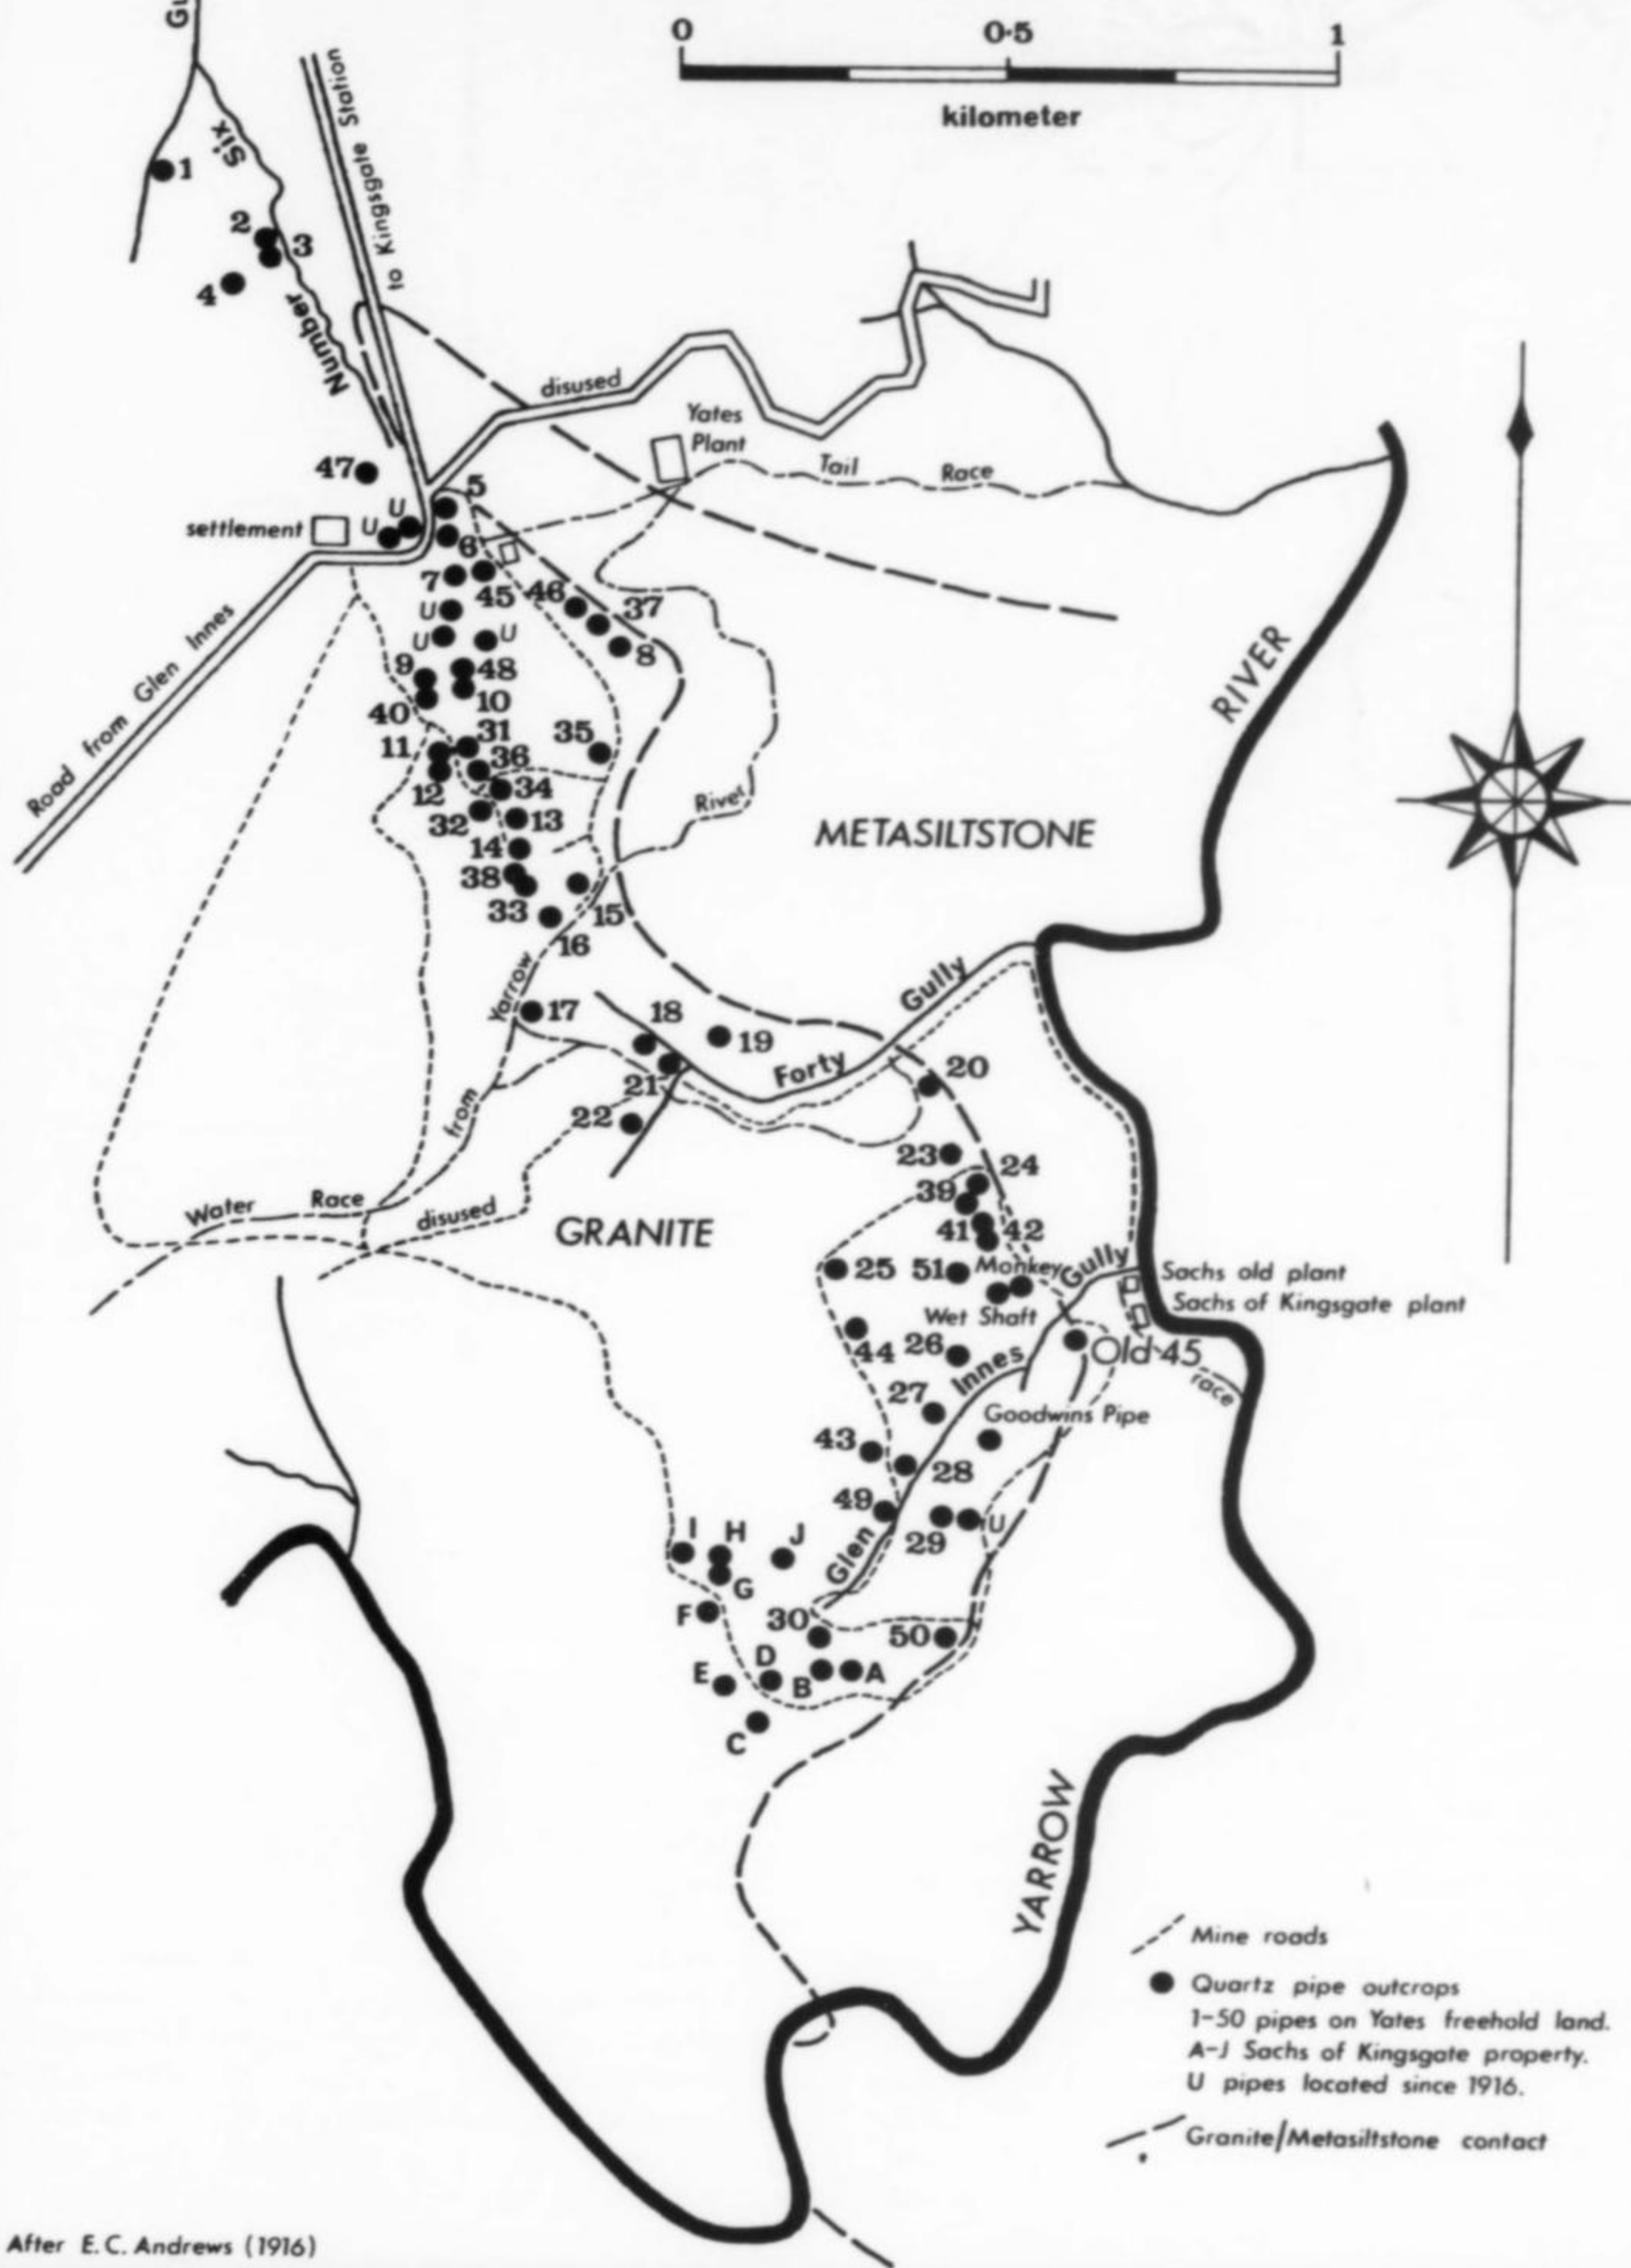 0 0·5 1
kilometer
Six
Number
to Kingsgate Station
1
2
3
4
disused
Yates
Plant
Tail Race
47
5
U
U
settlement
6
7
45
46
37
U
U
U
8
9
48
40
10
Road from Glen Innes
RIVER
31
35
11
36
12
34
River
32
13
METASILTSTONE
14
38
33
15
16
Yarrow
Gully
17
18
19
Forty
20
21
22
from
23
24
39
Water Race
disused
GRANITE
41
42
25
51
Monkey
Gully
Sachs old plant
Sachs of Kingsgate plant
Wet Shaft
44
26
Innes
Old 45
race
27
Goodwins Pipe
43
28
49
29
U
I
H
J
Glen
G
F
30
50
D
E
B
A
C
YARROW
Mine roads
Quartz pipe outcrops
1-50 pipes on Yates freehold land.
A-J Sachs of Kingsgate property.
U pipes located since 1916.
Granite/Metasiltstone contact
After E.C. Andrews (1916)